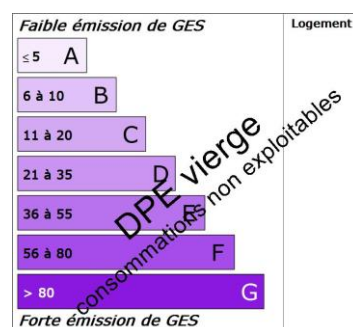 Faible émission de GES
Logement
≤ 5 A
6 à 10 B
11 à 20 C
21 à 35 D
36 à 55 E
56 à 80 F
> 80 G
DPE vierge
consommations non exploitables
Forte émission de GES